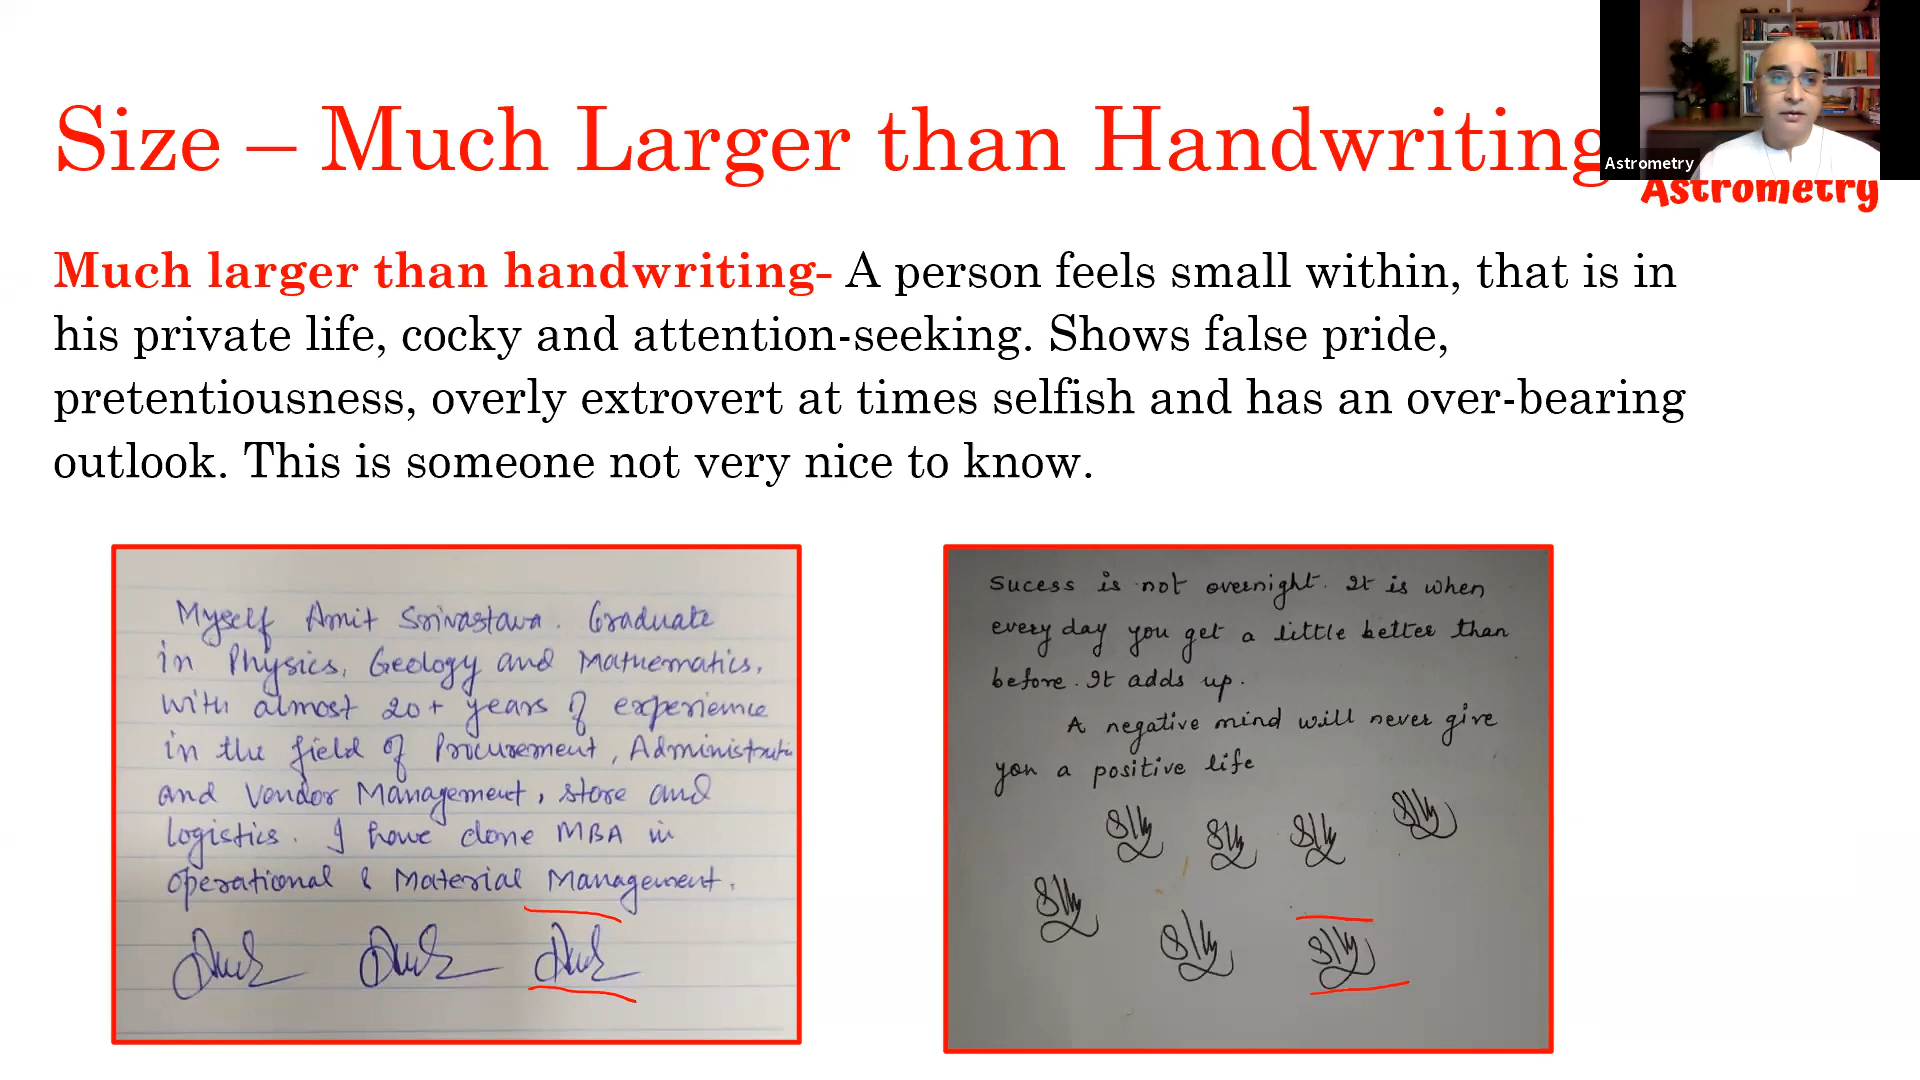 Size – Much Larger than Handwriting
Astrometry
Astrometry
Much larger than handwriting- A person feels small within, that is in
his private life, cocky and attention-seeking. Shows false pride,
pretentiousness, overly extrovert at times selfish and has an over-bearing
outlook. This is someone not very nice to know.
Myself Amit Srivastava. Graduate
in Physics, Geology and Mathematics,
with almost 20+ years of experience
in the field of Procurement, Administrati
and Vendor Management, store and
logistics. I have done MBA in
operational & Material Management.
Sucess is not overnight. It is when
every day you get a little better than
before. It adds up.
A negative mind will never give
you a positive life